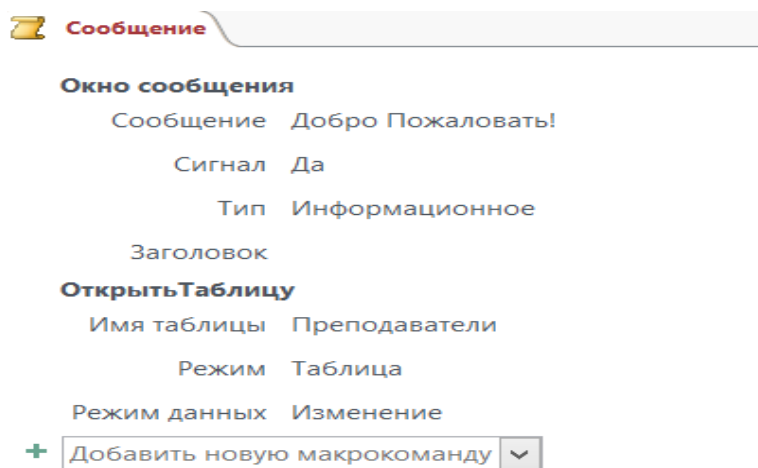 Сообщение
Окно сообщения
Сообщение Добро Пожаловать!
Сигнал Да
Тип Информационное
Заголовок
ОткрытьТаблицу
Имя таблицы Преподаватели
Режим Таблица
Режим данных Изменение
Добавить новую макрокоманду